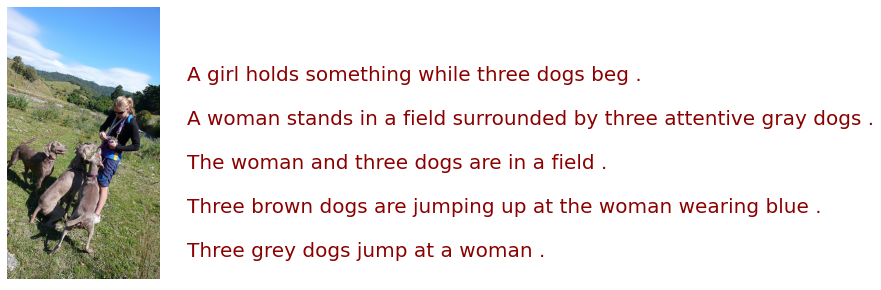 A girl holds something while three dogs beg .
A woman stands in a field surrounded by three attentive gray dogs .
The woman and three dogs are in a field .
Three brown dogs are jumping up at the woman wearing blue .
Three grey dogs jump at a woman .